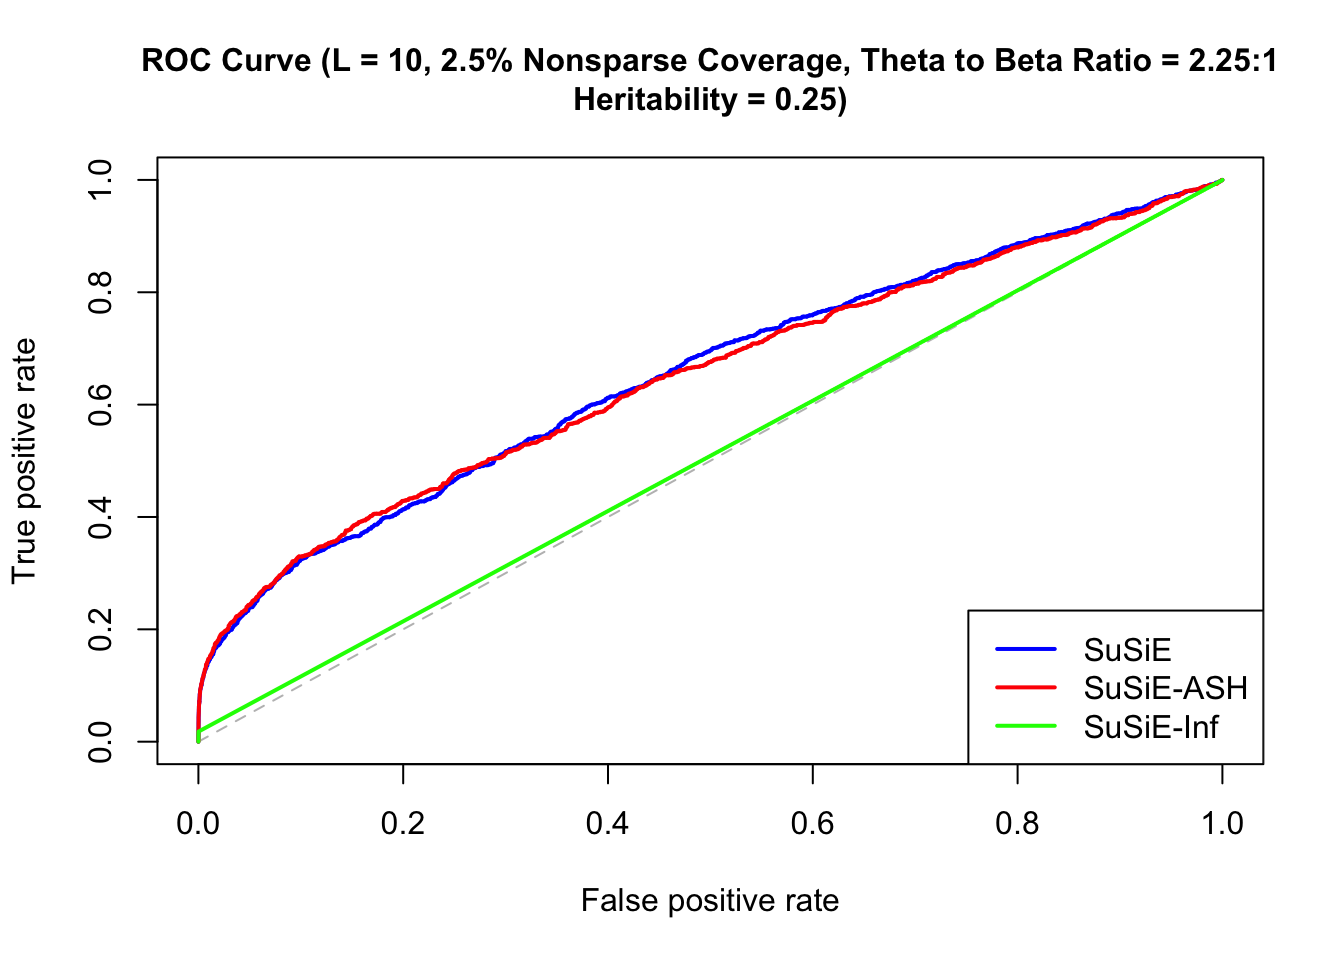 ROC Curve (L = 10, 2.5% Nonsparse Coverage, Theta to Beta Ratio = 2.25:1
Heritability = 0.25)
True positive rate
1.0
0.8
0.6
0.4
0.2
0.0
SuSiE
SuSiE-ASH
SuSiE-Inf
0.0 0.2 0.4 0.6 0.8 1.0
False positive rate